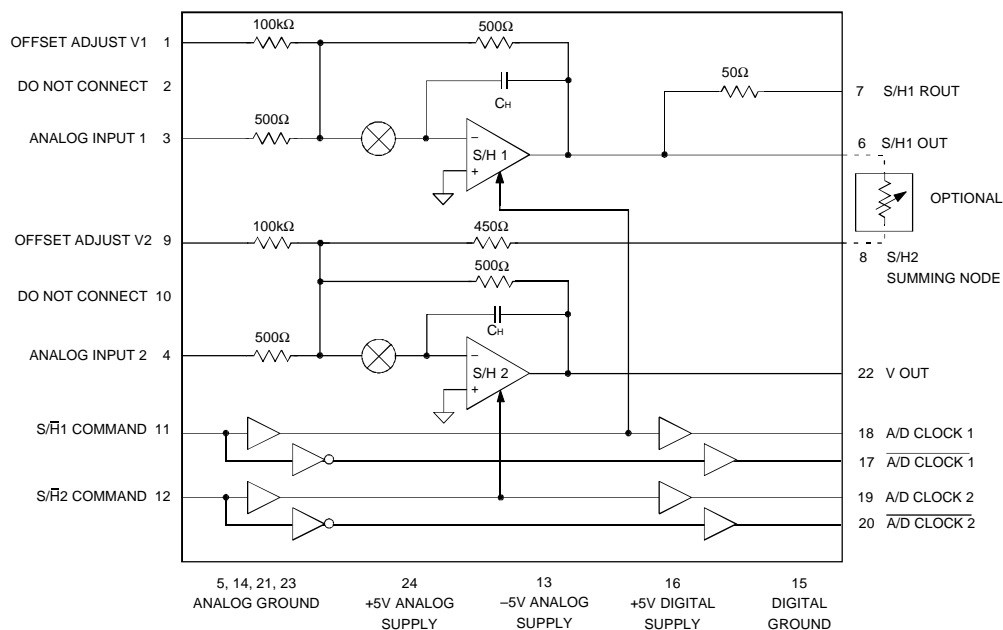 100kΩ
500Ω
OFFSET ADJUST V1 1
50Ω
DO NOT CONNECT 2
7 S/H1 ROUT
CH
500Ω
ANALOG INPUT 1 3
–
S/H 1
+
6 S/H1 OUT
OPTIONAL
100kΩ
450Ω
OFFSET ADJUST V2 9
8 S/H2
SUMMING NODE
500Ω
DO NOT CONNECT 10
CH
500Ω
ANALOG INPUT 2 4
–
S/H 2
+
22 V OUT
S/H̅1 COMMAND 11
18 A/D CLOCK 1
17 A̅/̅D̅ ̅C̅L̅O̅C̅K̅ ̅1̅
S/H̅2 COMMAND 12
19 A/D CLOCK 2
20 A̅/̅D̅ ̅C̅L̅O̅C̅K̅ ̅2̅
5, 14, 21, 23
ANALOG GROUND
24
+5V ANALOG
SUPPLY
13
–5V ANALOG
SUPPLY
16
+5V DIGITAL
SUPPLY
15
DIGITAL
GROUND